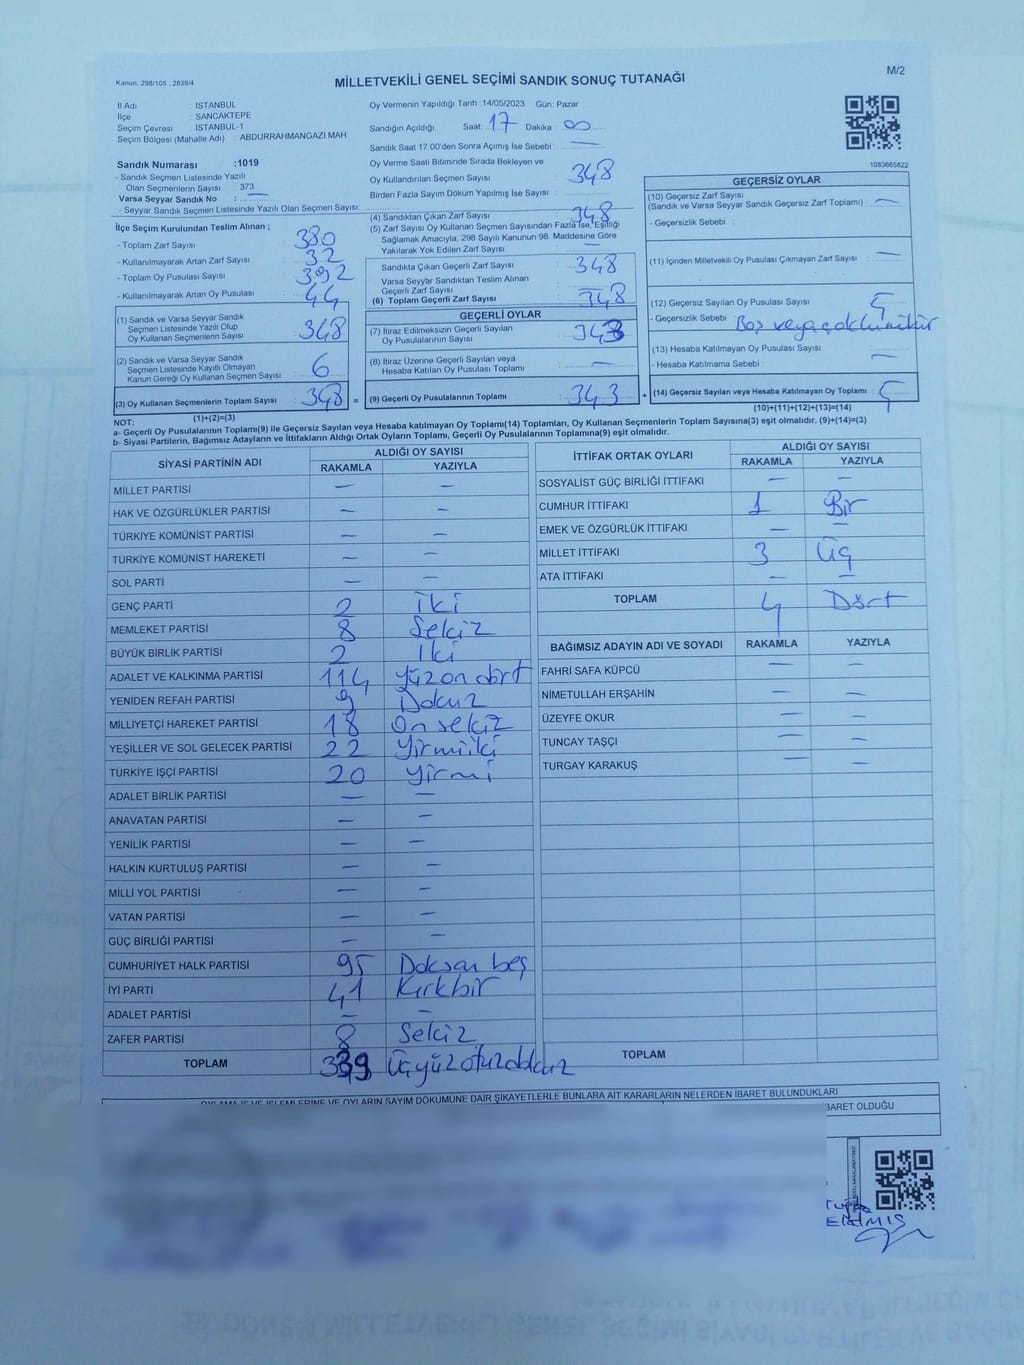 Kanun. 298/105 , 2839/4
MİLLETVEKİLİ GENEL SEÇİMİ SANDIK SONUÇ TUTANAĞI
M/2
İl Adı : İSTANBUL
İlçe : SANCAKTEPE
Seçim Çevresi : İSTANBUL-1
Seçim Bölgesi (Mahalle Adı) : ABDURRAHMANGAZİ MAH
Sandık Numarası :1019
- Sandık Seçmen Listesinde Yazılı
Olan Seçmenlerin Sayısı : 373
Varsa Seyyar Sandık No : —
- Seyyar Sandık Seçmen Listesinde Yazılı Olan Seçmen Sayısı:
Oy Vermenin Yapıldığı Tarih :14/05/2023 Gün: Pazar
Sandığın Açıldığı Saat 17 Dakika 00
Sandık Saat 17:00'den Sonra Açımış İse Sebebi : —
Oy Verme Saati Bitiminde Sırada Bekleyen ve
Oy Kullandırılan Seçmen Sayısı : 348
Birden Fazla Sayım Döküm Yapılmış İse Sayısı :
1083665822
İlçe Seçim Kurulundan Teslim Alınan ;
- Toplam Zarf Sayısı : 380
- Kullanılmayarak Artan Zarf Sayısı : 32
- Toplam Oy Pusulası Sayısı : 392
- Kullanılmayarak Artan Oy Pusulası : 44
(1) Sandık ve Varsa Seyyar Sandık
Seçmen Listesinde Yazılı Olup
Oy Kullanan Seçmenlerin Sayısı : 348
(2) Sandık ve Varsa Seyyar Sandık
Seçmen Listesinde Kayıtlı Olmayan
Kanun Gereği Oy Kullanan Seçmen Sayısı : 6
(3) Oy Kullanan Seçmenlerin Toplam Sayısı : 348 =
(1)+(2)=(3)
(4) Sandıktan Çıkan Zarf Sayısı : 348
(5) Zarf Sayısı Oy Kullanan Seçmen Sayısından Fazla İse, Eşitliği
Sağlamak Amacıyla, 298 Sayılı Kanunun 98. Maddesine Göre
Yakılarak Yok Edilen Zarf Sayısı : —
Sandıkta Çıkan Geçerli Zarf Sayısı : 348
Varsa Seyyar Sandıktan Teslim Alınan
Geçerli Zarf Sayısı
(6) Toplam Geçerli Zarf Sayısı : 348
GEÇERLİ OYLAR
(7) İtiraz Edilmeksizin Geçerli Sayılan
Oy Pusulalarının Sayısı : 343
(8) İtiraz Üzerine Geçerli Sayılan veya
Hesaba Katılan Oy Pusulası Toplamı : —
(9) Geçerli Oy Pusulalarının Toplamı : 343 +
GEÇERSİZ OYLAR
(10) Geçersiz Zarf Sayısı
(Sandık ve Varsa Seyyar Sandık Geçersiz Zarf Toplamı) : —
- Geçersizlik Sebebi :
(11) İçinden Milletvekili Oy Pusulası Çıkmayan Zarf Sayısı : —
(12) Geçersiz Sayılan Oy Pusulası Sayısı : 5
- Geçersizlik Sebebi : Boş veya çoklu mühür
(13) Hesaba Katılmayan Oy Pusulası Sayısı : —
- Hesaba Katılmama Sebebi :
(14) Geçersiz Sayılan veya Hesaba Katılmayan Oy Toplamı : 5
(10)+(11)+(12)+(13)=(14)
NOT:
a- Geçerli Oy Pusulalarının Toplamı(9) ile Geçersiz Sayılan veya Hesaba Katılmayan Oy Toplamı(14) Toplamları, Oy Kullanan Seçmenlerin Toplam Sayısına(3) eşit olmalıdır. (9)+(14)=(3)
b- Siyasi Partilerin, Bağımsız Adayların ve İttifakların Aldığı Ortak Oyların Toplamı, Geçerli Oy Pusulalarının Toplamına(9) eşit olmalıdır.
SİYASİ PARTİNİN ADI ALDIĞI OY SAYISI
RAKAMLA YAZIYLA
MİLLET PARTİSİ — —
HAK VE ÖZGÜRLÜKLER PARTİSİ — —
TÜRKİYE KOMÜNİST PARTİSİ — —
TÜRKİYE KOMÜNİST HAREKETİ — —
SOL PARTİ — —
GENÇ PARTİ 2 iki
MEMLEKET PARTİSİ 8 Sekiz
BÜYÜK BİRLİK PARTİSİ 2 iki
ADALET VE KALKINMA PARTİSİ 114 yüz on dört
YENİDEN REFAH PARTİSİ 9 Dokuz
MİLLİYETÇİ HAREKET PARTİSİ 18 On sekiz
YEŞİLLER VE SOL GELECEK PARTİSİ 22 Yirmiiki
TÜRKİYE İŞÇİ PARTİSİ 20 yirmi
ADALET BİRLİK PARTİSİ — —
ANAVATAN PARTİSİ — —
YENİLİK PARTİSİ — —
HALKIN KURTULUŞ PARTİSİ — —
MİLLİ YOL PARTİSİ — —
VATAN PARTİSİ — —
GÜÇ BİRLİĞİ PARTİSİ — —
CUMHURİYET HALK PARTİSİ 95 Doksan beş
İYİ PARTİ 41 Kırkbir
ADALET PARTİSİ — —
ZAFER PARTİSİ 8 Sekiz
TOPLAM 339 Üçyüz otuzdokuz
İTTİFAK ORTAK OYLARI ALDIĞI OY SAYISI
RAKAMLA YAZIYLA
SOSYALİST GÜÇ BİRLİĞİ İTTİFAKI — —
CUMHUR İTTİFAKI 1 Bir
EMEK VE ÖZGÜRLÜK İTTİFAKI — —
MİLLET İTTİFAKI 3 Üç
ATA İTTİFAKI — —
TOPLAM 4 Dört
BAĞIMSIZ ADAYIN ADI VE SOYADI RAKAMLA YAZIYLA
FAHRİ SAFA KÜPCÜ — —
NİMETULLAH ERŞAHİN — —
ÜZEYFE OKUR — —
TUNCAY TAŞÇI — —
TURGAY KARAKUŞ — —
TOPLAM
OYLAMA İŞ VE İŞLEMLERİNE VE OYLARIN SAYIM DÖKÜMÜNE DAİR ŞİKAYETLERLE BUNLARA AİT KARARLARIN NELERDEN İBARET BULUNDUKLARI
BARET OLDUĞU